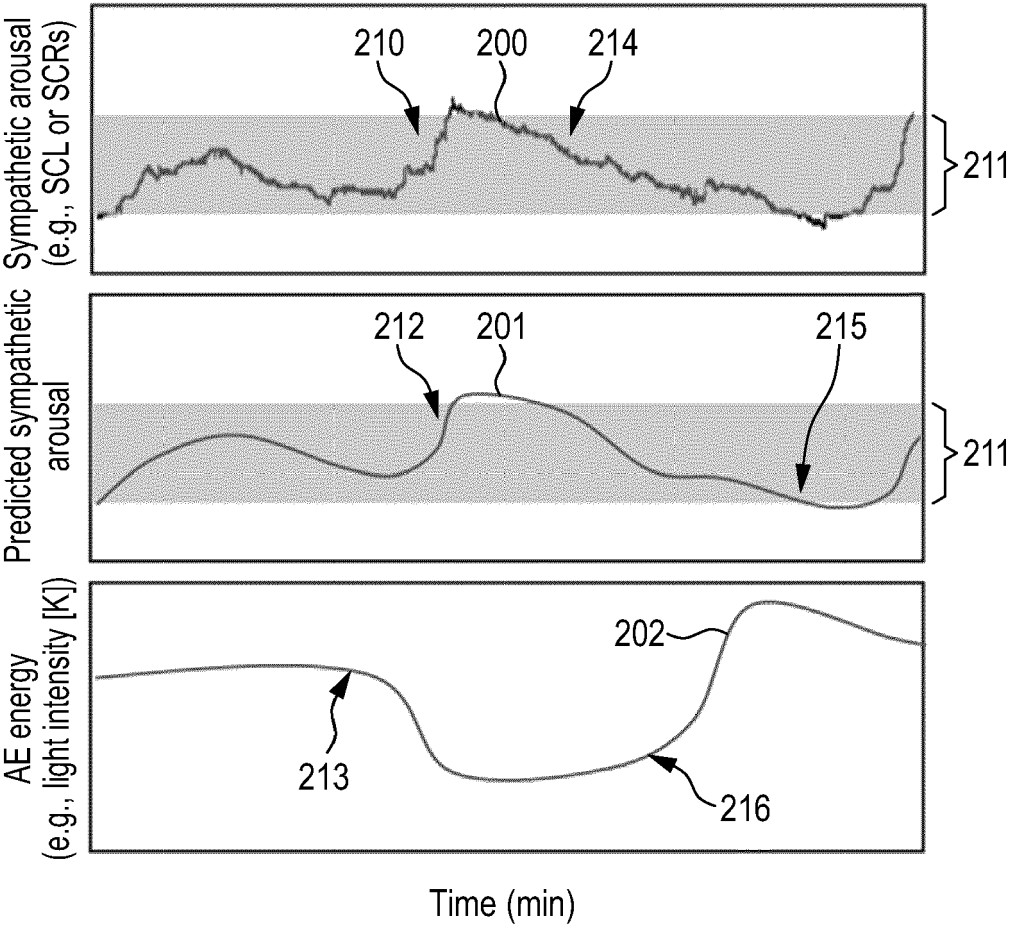 Sympathetic arousal
(e.g., SCL or SCRs)
210
200
214
211
Predicted sympathetic
arousal
212
201
215
211
AE energy
(e.g., light intensity [K]
202
213
216
Time (min)